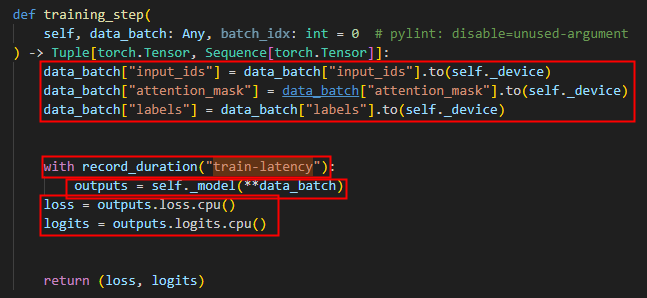 def training_step(
    self, data_batch: Any, batch_idx: int = 0  # pylint: disable=unused-argument
) -> Tuple[torch.Tensor, Sequence[torch.Tensor]]:
    data_batch["input_ids"] = data_batch["input_ids"].to(self._device)
    data_batch["attention_mask"] = data_batch["attention_mask"].to(self._device)
    data_batch["labels"] = data_batch["labels"].to(self._device)
    with record_duration("train-latency"):
        outputs = self._model(**data_batch)
    loss = outputs.loss.cpu()
    logits = outputs.logits.cpu()
    return (loss, logits)